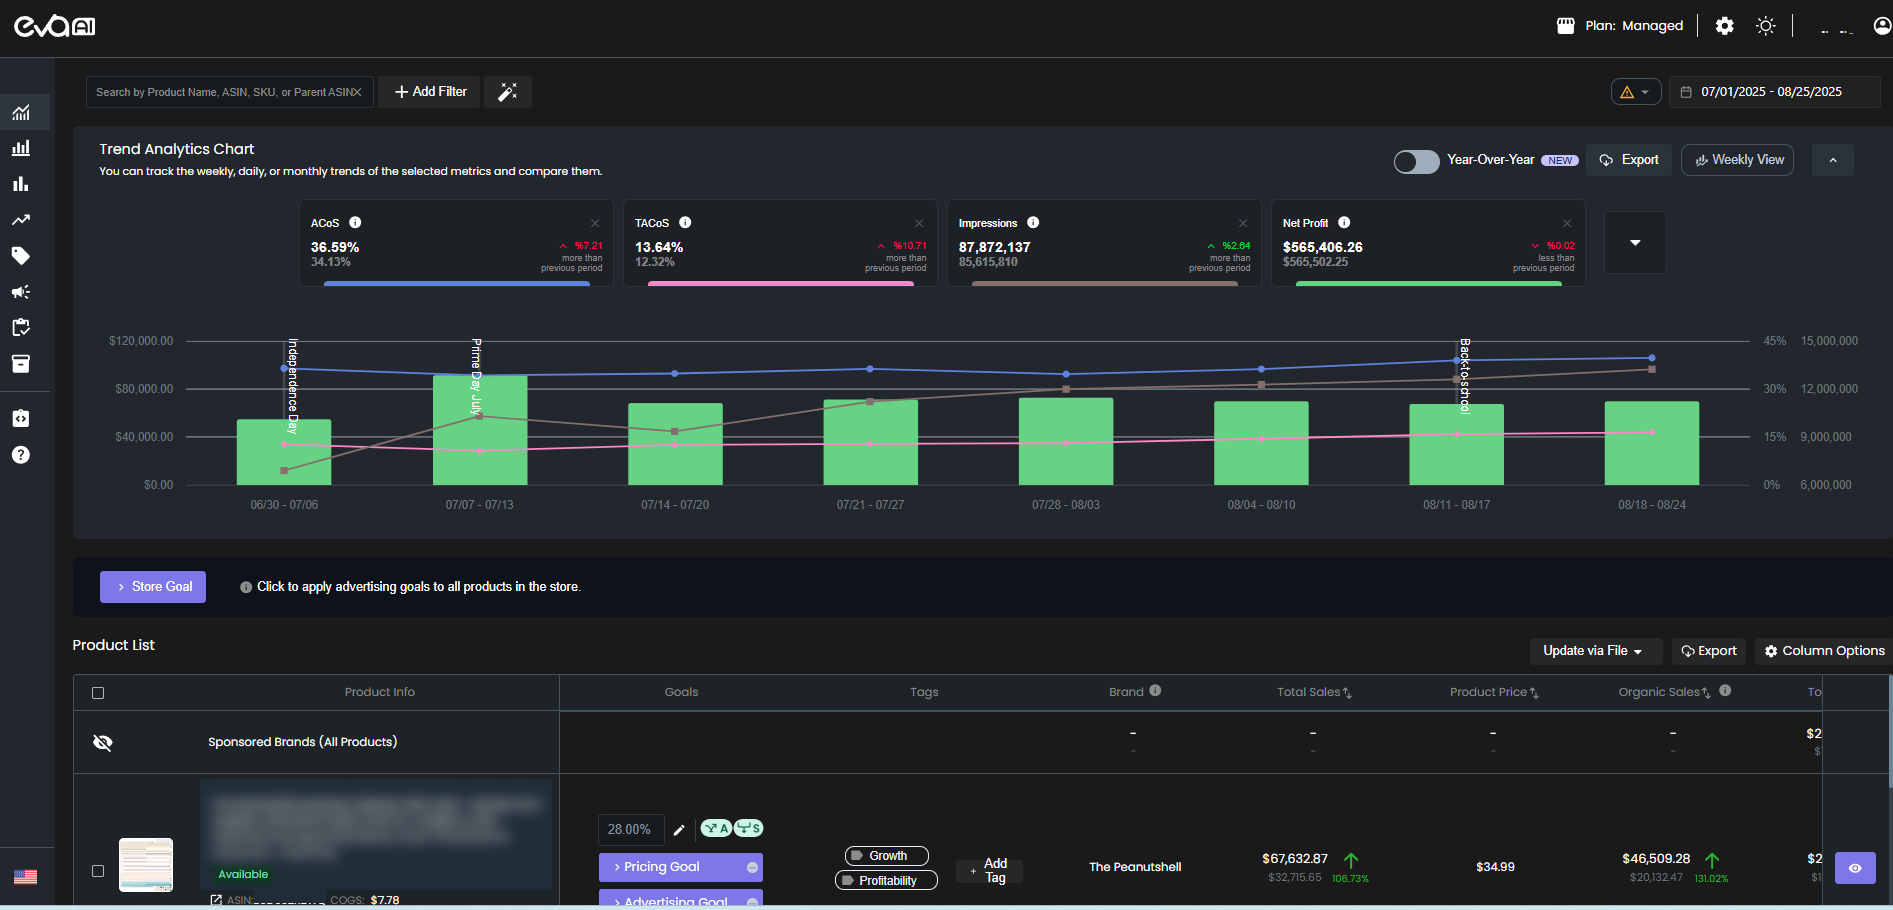 eva AI
Plan: Managed
Search by Product Name, ASIN, SKU, or Parent ASIN
Add Filter
07/01/2025 - 08/25/2025
Trend Analytics Chart
You can track the weekly, daily, or monthly trends of the selected metrics and compare them.
Year-Over-Year NEW
Export
Weekly View
ACoS
36.59%
34.13%
%7.21
more than
previous period
TACoS
13.64%
12.32%
%10.71
more than
previous period
Impressions
87,872,137
85,615,810
%2.64
more than
previous period
Net Profit
$565,406.26
$565,502.25
%0.02
less than
previous period
$120,000.00
$80,000.00
$40,000.00
$0.00
Independence Day
Prime Day July
Back-to-school
45% 15,000,000
30% 12,000,000
15% 9,000,000
0% 6,000,000
06/30 - 07/06
07/07 - 07/13
07/14 - 07/20
07/21 - 07/27
07/28 - 08/03
08/04 - 08/10
08/11 - 08/17
08/18 - 08/24
> Store Goal
Click to apply advertising goals to all products in the store.
Product List
Update via File
Export
Column Options
Product Info
Goals
Tags
Brand
Total Sales
Product Price
Organic Sales
To
Sponsored Brands (All Products)
-
-
-
-
-
-
-
-
$2
$
Available
ASIN:
COGS: $7.78
28.00%
A
S
> Pricing Goal
> Advertising Goal
Growth
Profitability
+ Add Tag
The Peanutshell
$67,632.87
$32,715.65 106.73%
$34.99
$46,509.28
$20,132.47 131.02%
$2
$1